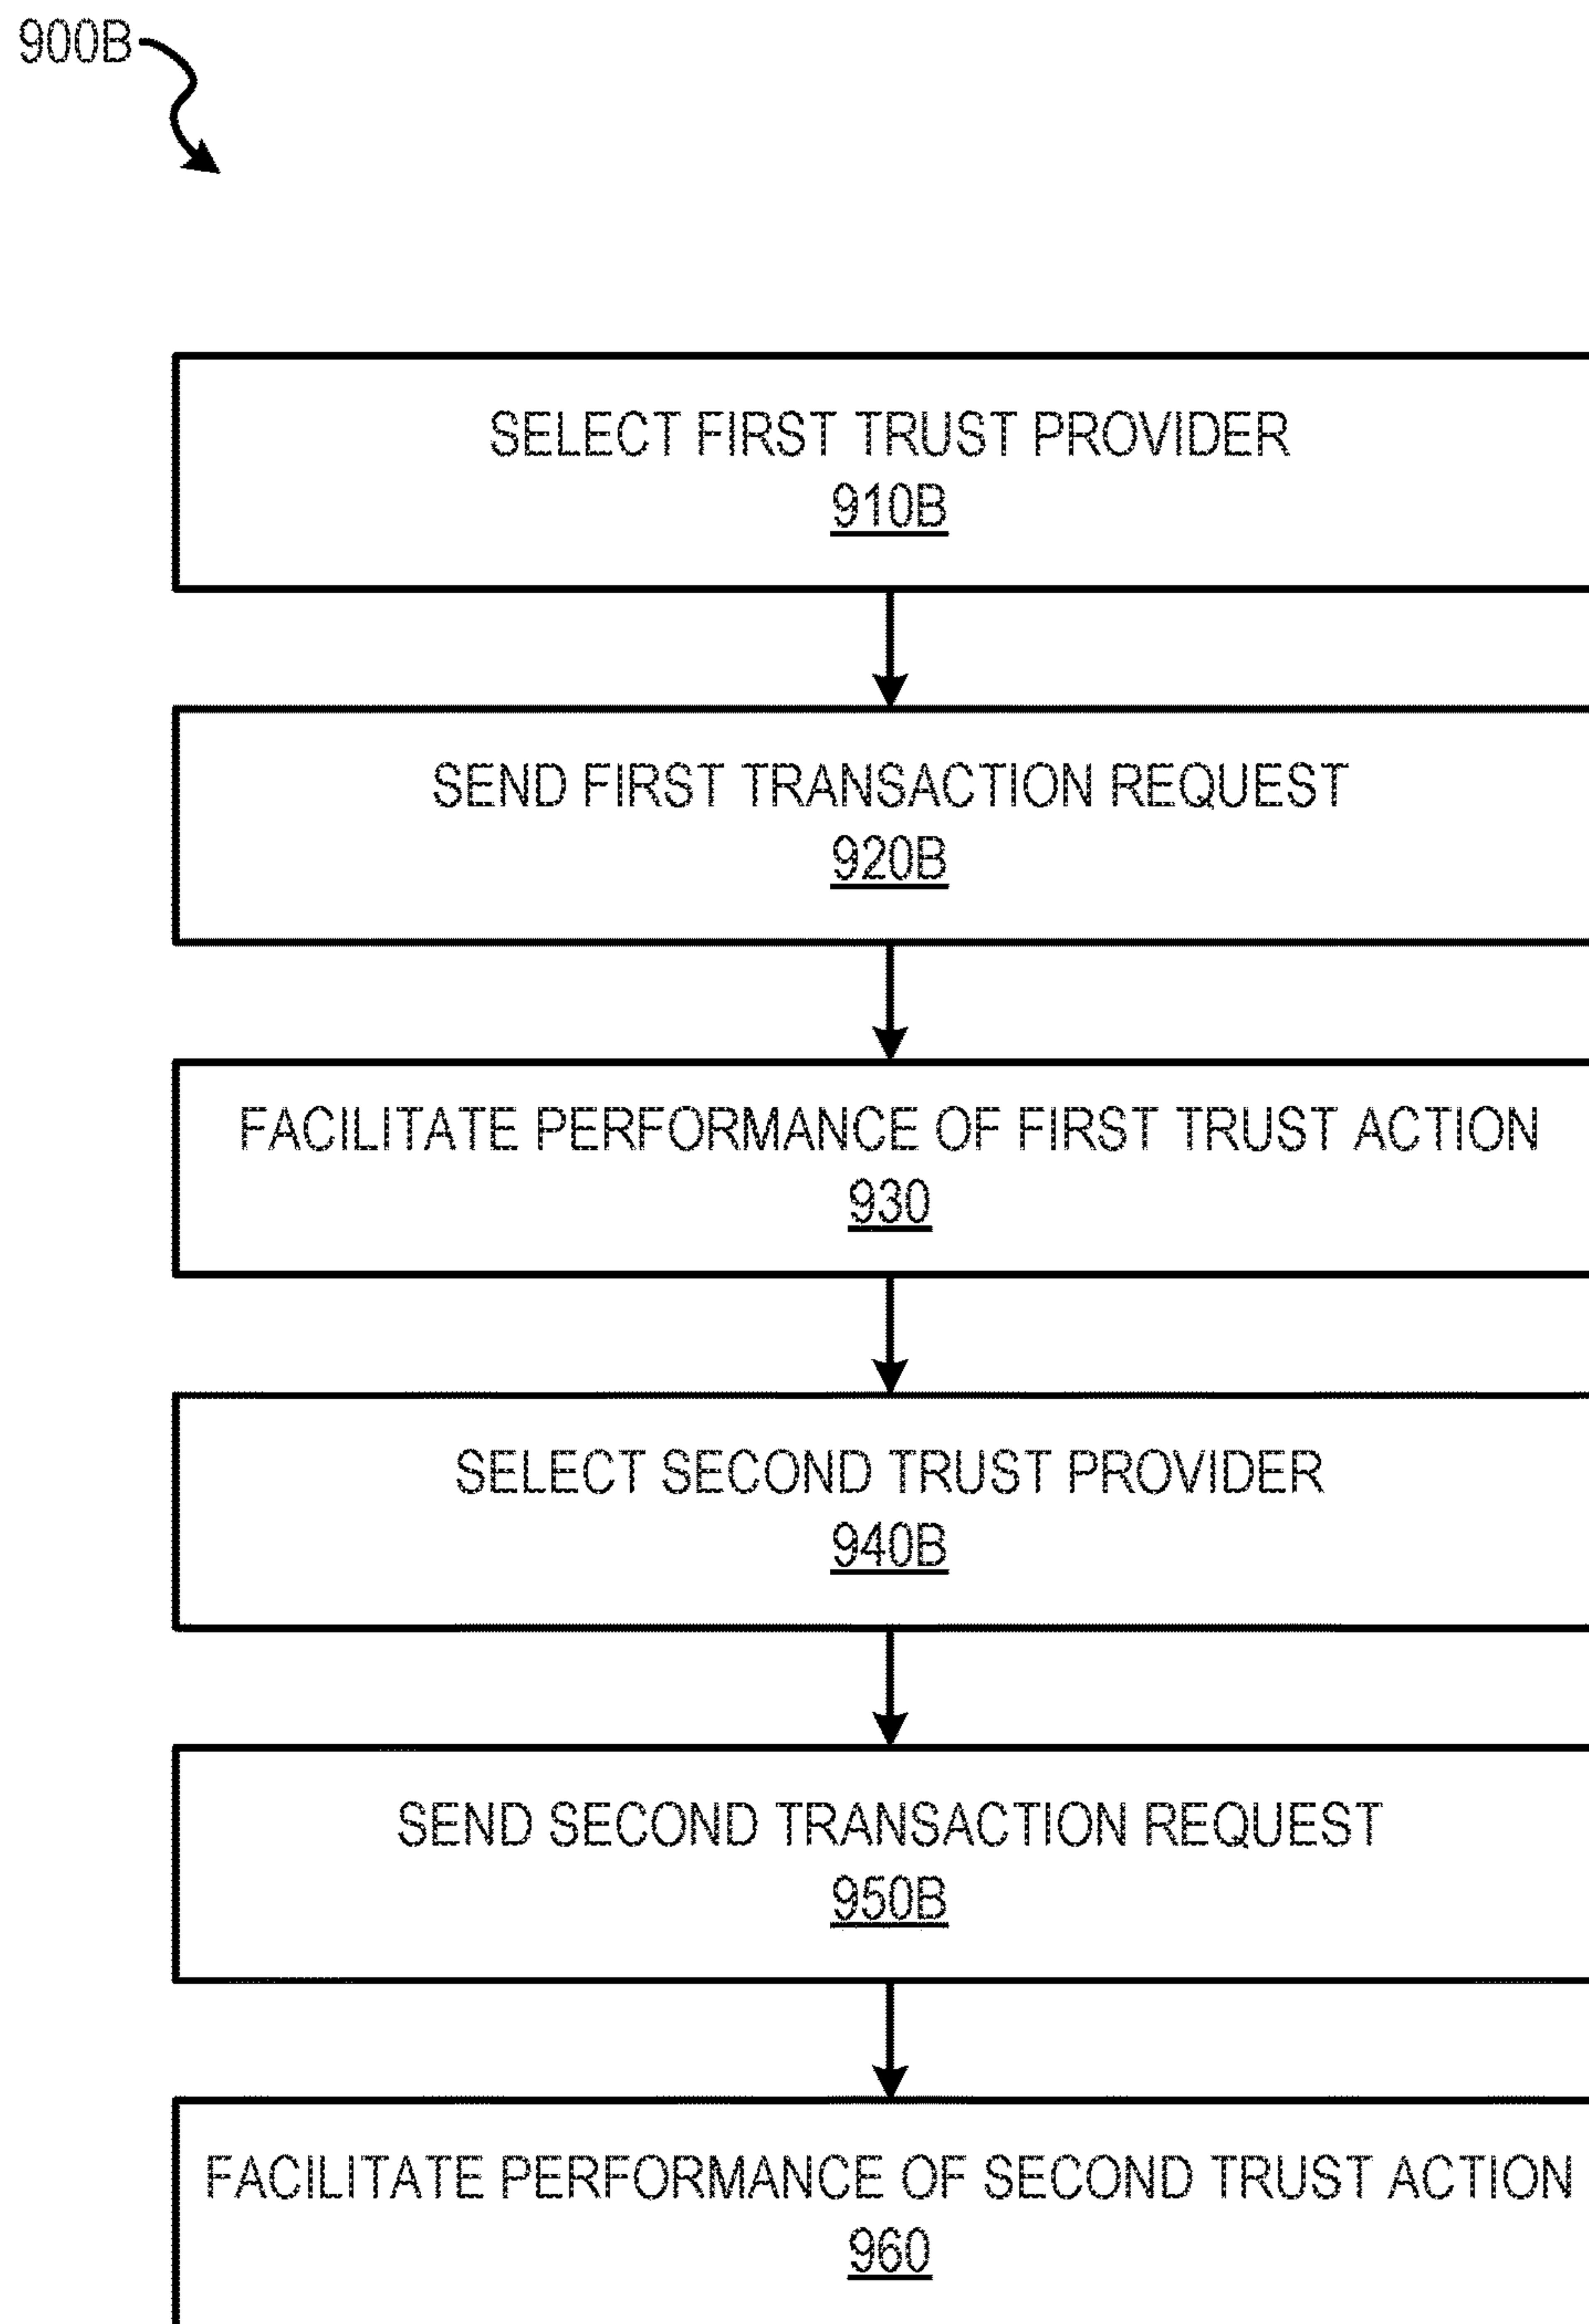 900B
SELECT FIRST TRUST PROVIDER
910B
SEND FIRST TRANSACTION REQUEST
920B
FACILITATE PERFORMANCE OF FIRST TRUST ACTION
930
SELECT SECOND TRUST PROVIDER
940B
SEND SECOND TRANSACTION REQUEST
950B
FACILITATE PERFORMANCE OF SECOND TRUST ACTION
960